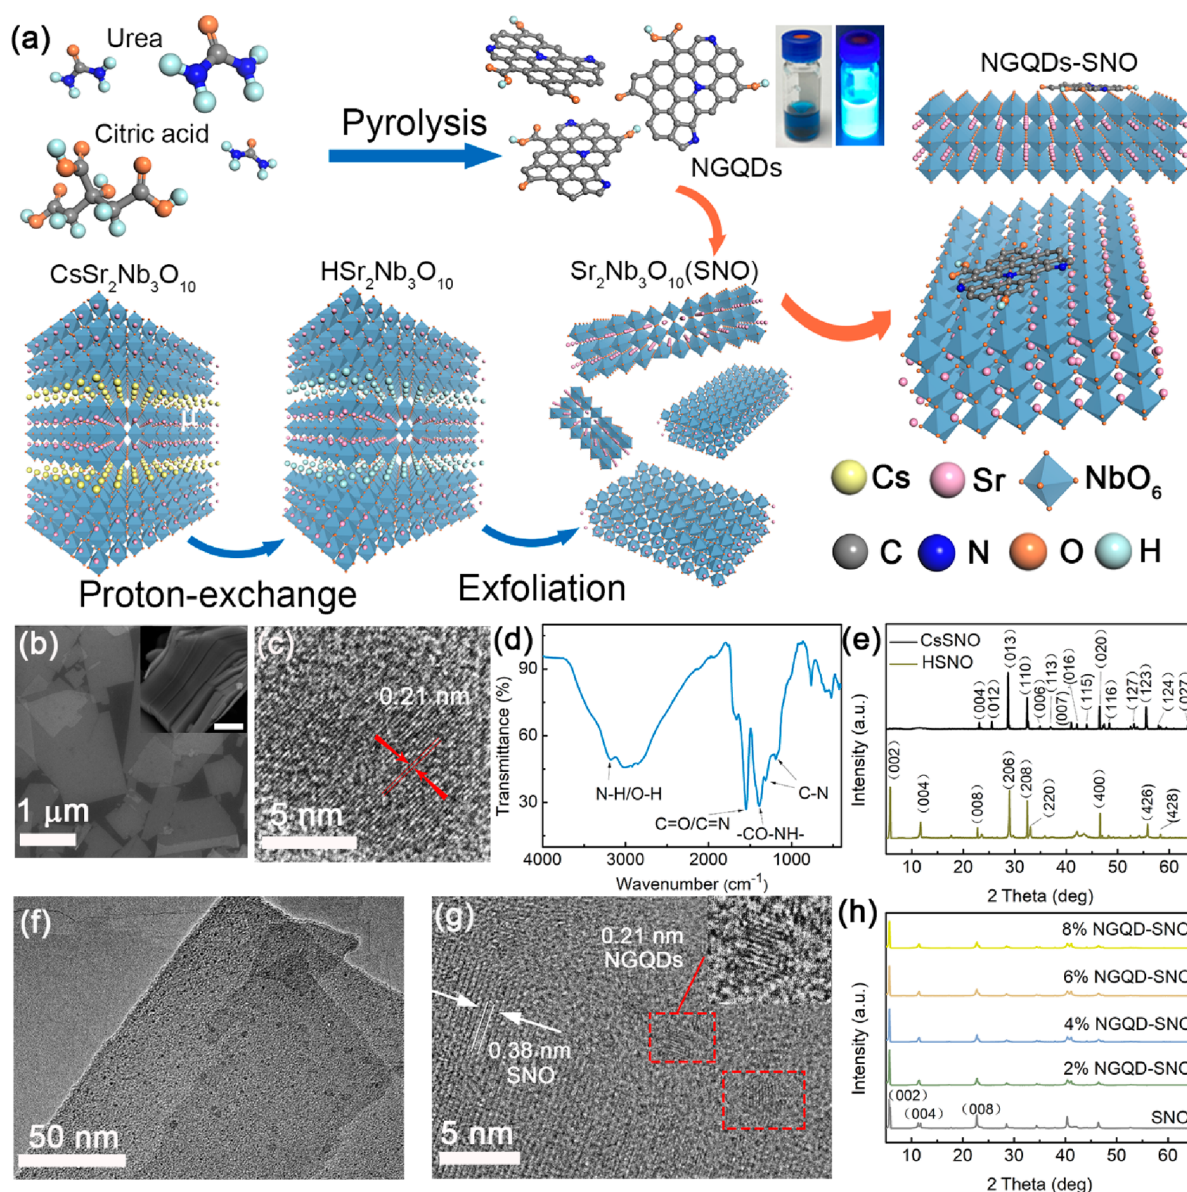 (a)
Urea
Citric acid
Pyrolysis
NGQDs
NGQDs-SNO
CsSr₂Nb₃O₁₀
HSr₂Nb₃O₁₀
Sr₂Nb₃O₁₀(SNO)
μ
Proton-exchange
Exfoliation
Cs Sr NbO₆
C N O H
(b)
1 μm
(c)
0.21 nm
5 nm
(d)
Transmittance (%)
90
60
30
N-H/O-H
C=O/C=N
-CO-NH-
C-N
4000 3000 2000 1000
Wavenumber (cm⁻¹)
(e)
Intensity (a.u.)
CsSNO
HSNO
(004)
(012)
(013)
(110)
(006)
(113)
(007)
(016)
(115)
(020)
(116)
(127)
(123)
(124)
(027)
(002)
(004)
(008)
(206)
(208)
(220)
(400)
(426)
(428)
10 20 30 40 50 60
2 Theta (deg)
(f)
50 nm
(g)
0.21 nm
NGQDs
0.38 nm
SNO
5 nm
(h)
Intensity (a.u.)
8% NGQD-SNO
6% NGQD-SNO
4% NGQD-SNO
2% NGQD-SNO
SNO
(002)
(004)
(008)
10 20 30 40 50 60
2 Theta (deg)